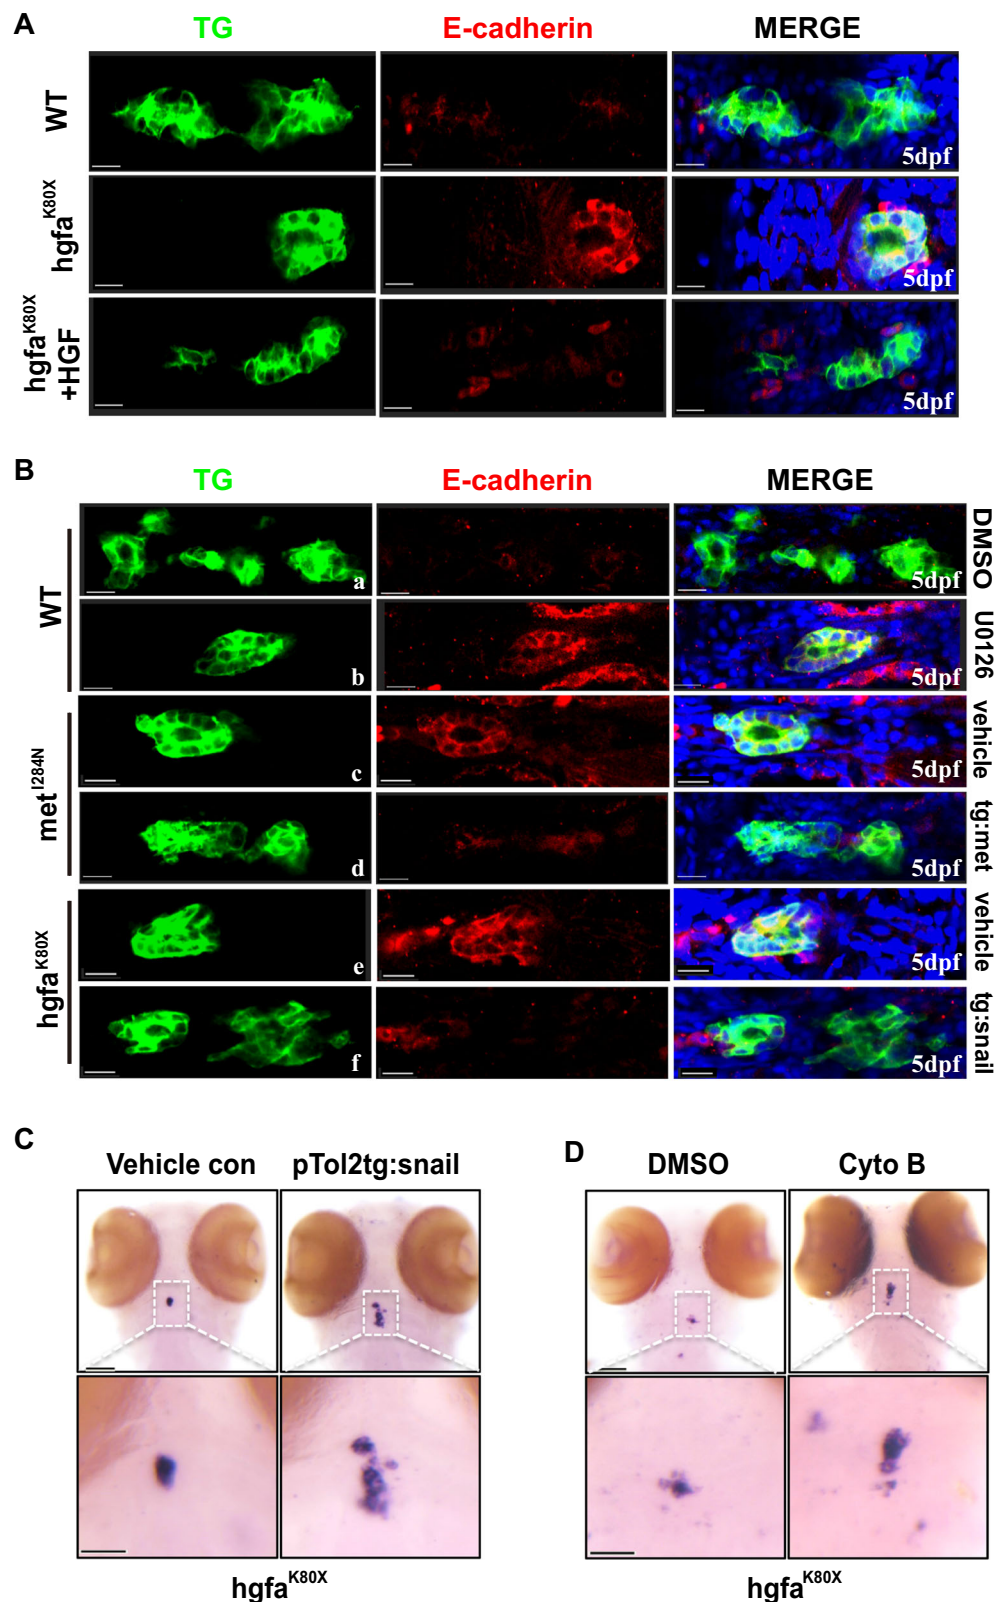 A
TG E-cadherin MERGE
WT
5dpf
hgfa^K80X
5dpf
hgfa^K80X
+HGF
5dpf
B
TG E-cadherin MERGE
WT
a
5dpf
DMSO
b
5dpf
U0126
met^I284N
c
5dpf
vehicle
d
5dpf
tg:met
hgfa^K80X
e
5dpf
vehicle
f
5dpf
tg:snail
C
Vehicle con pTol2tg:snail
hgfa^K80X
D
DMSO Cyto B
hgfa^K80X